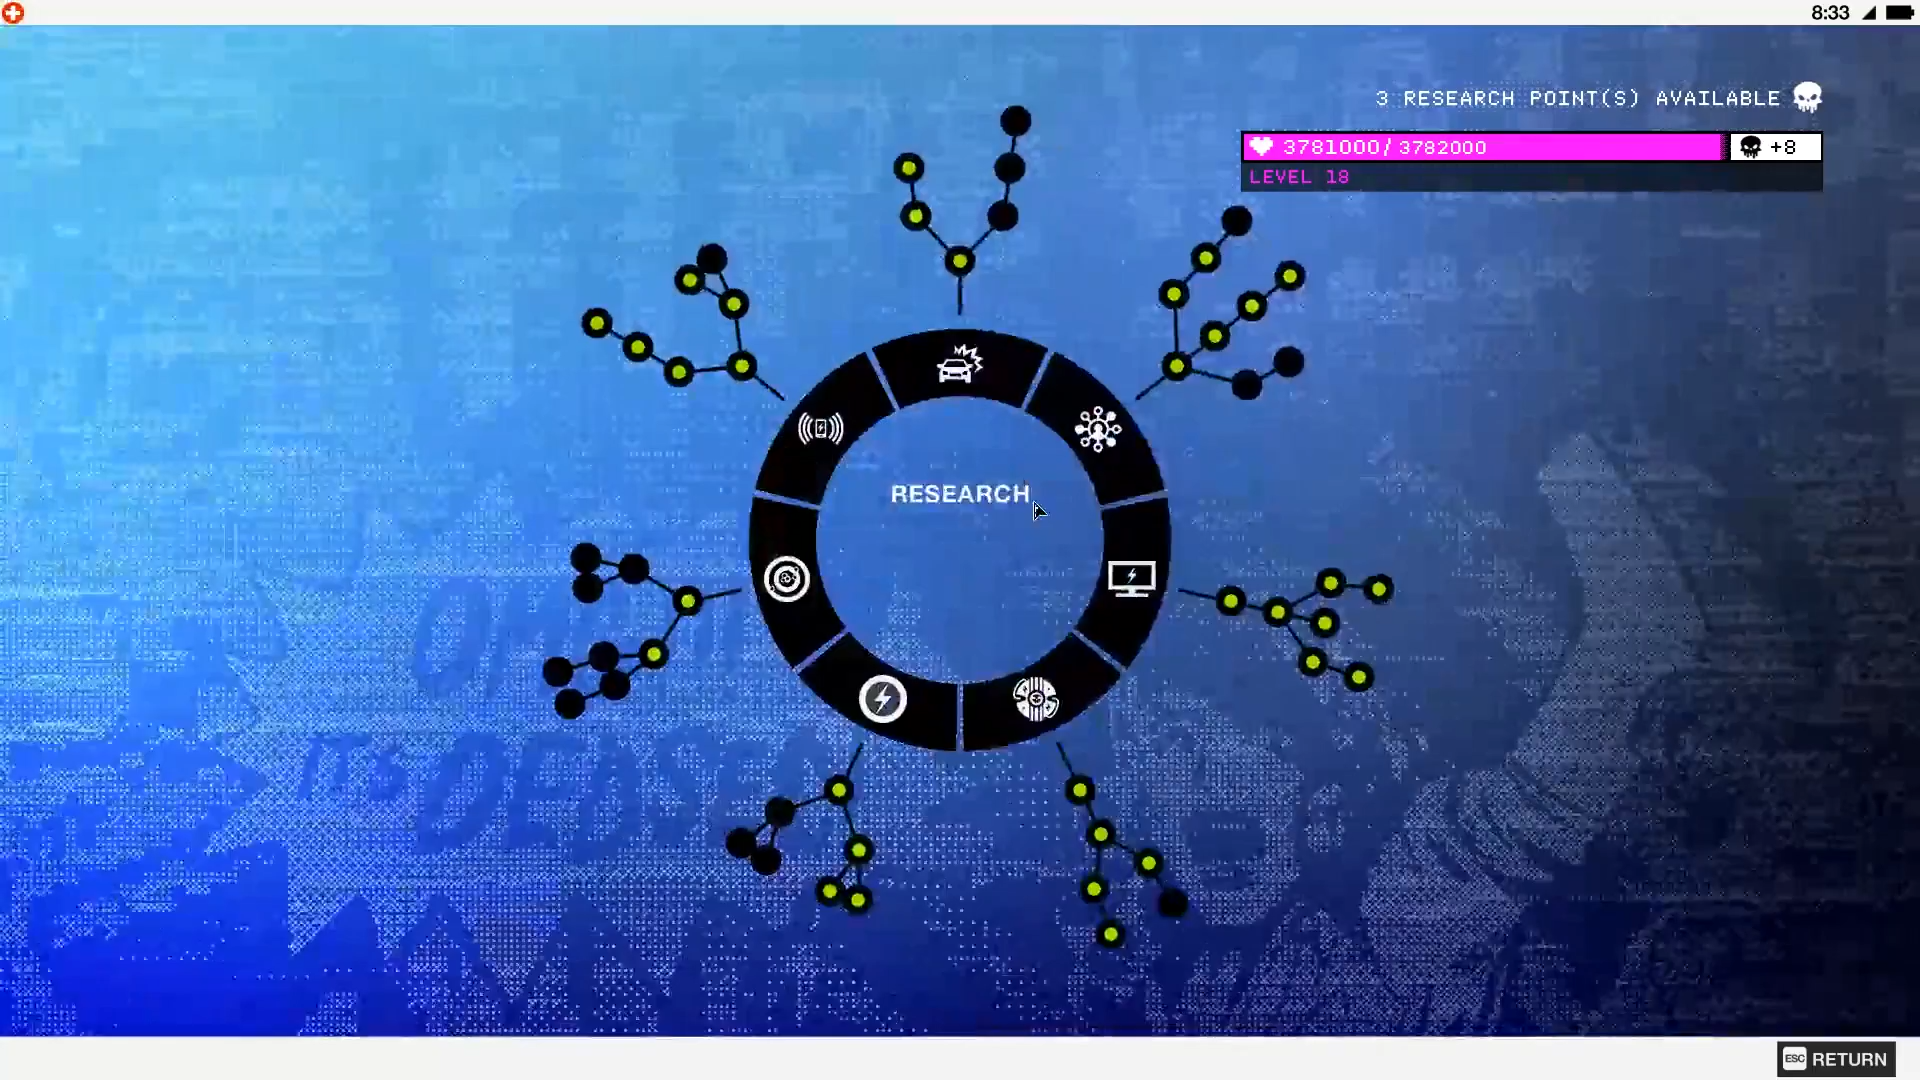 8:33
3 RESEARCH POINT(S) AVAILABLE
3781000/ 3782000
+8
LEVEL 18
RESEARCH
ESC RETURN